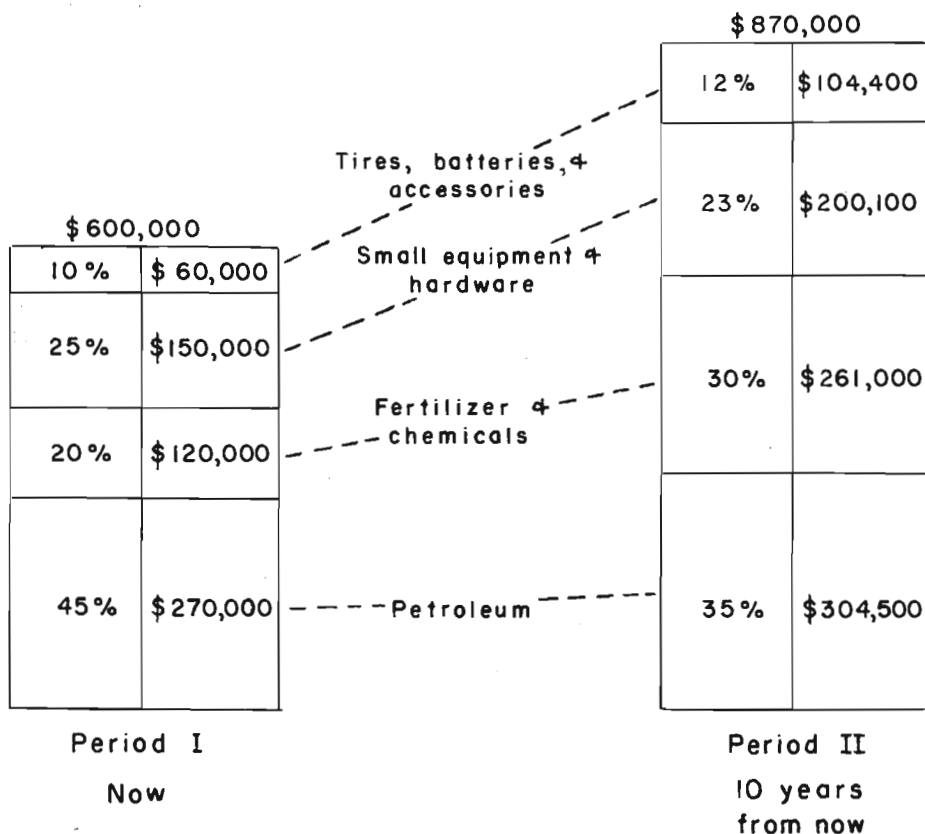 $870,000
12% $104,400
Tires, batteries, &
accessories
23% $200,100
$600,000
10% $60,000
Small equipment &
hardware
25% $150,000
30% $261,000
Fertilizer &
chemicals
20% $120,000
45% $270,000
Petroleum
35% $304,500
Period I
Now
Period II
10 years
from now